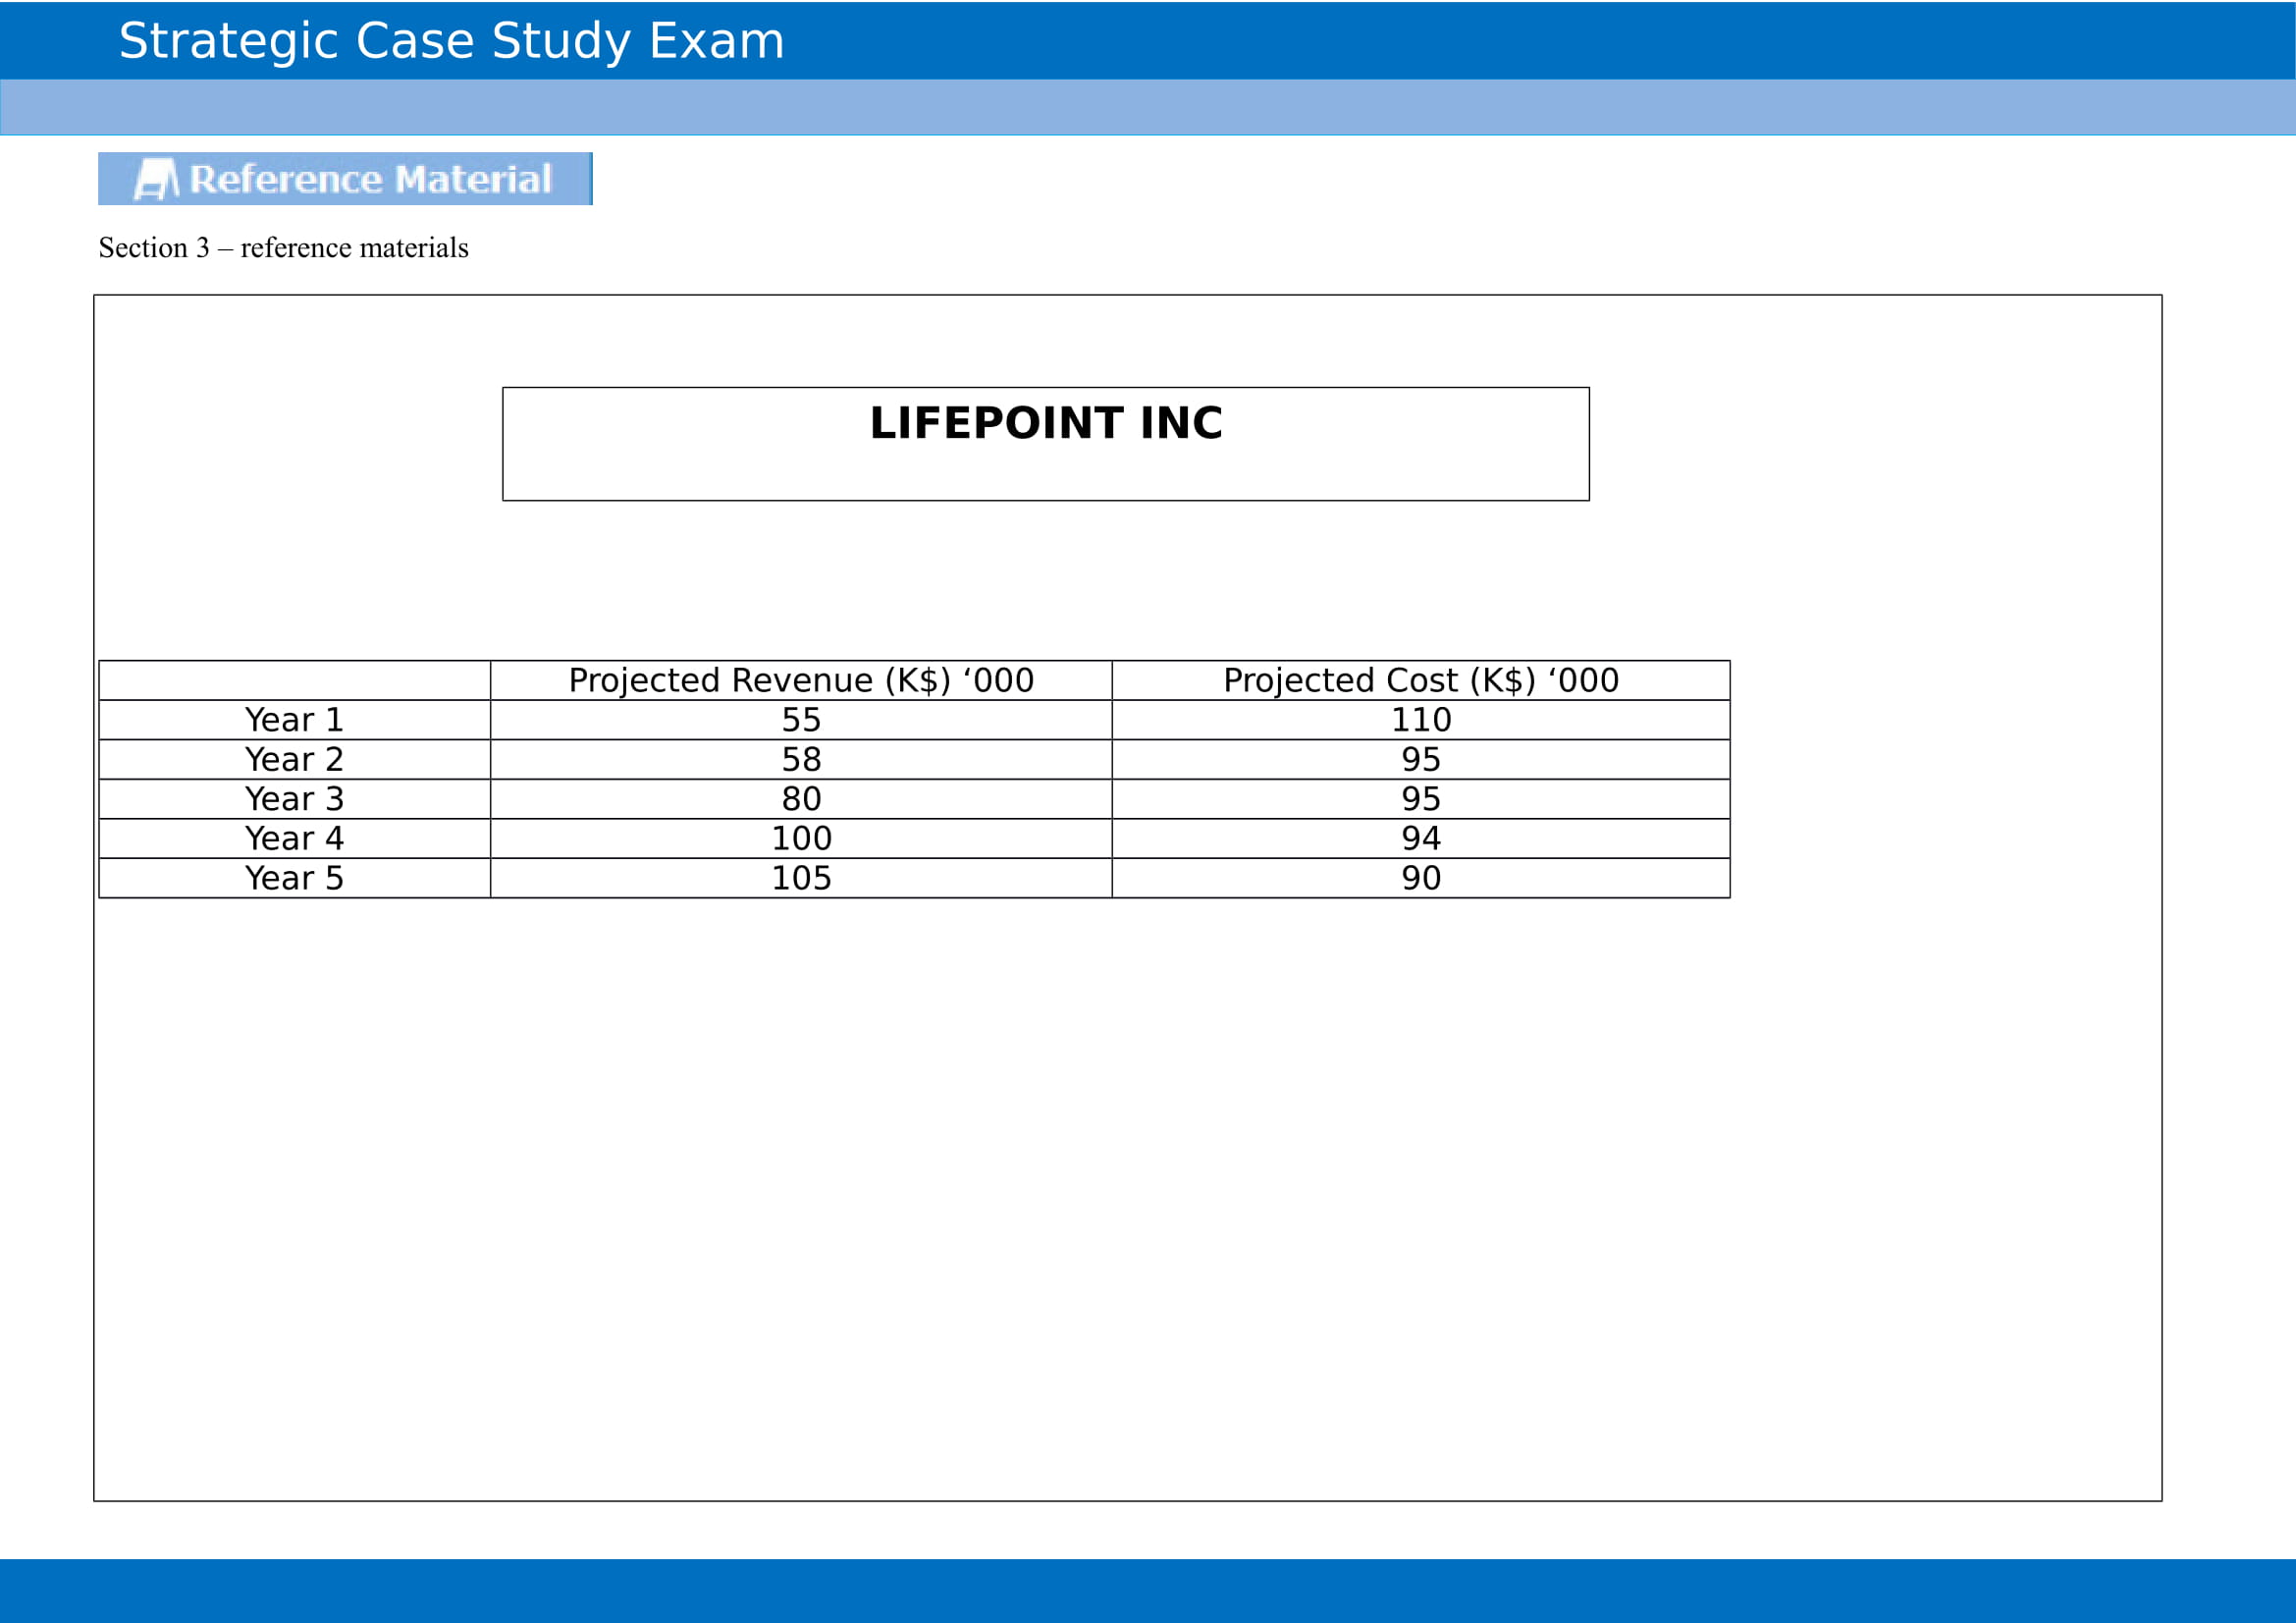 Strategic Case Study Exam
Reference Material
Section 3 – reference materials
LIFEPOINT INC
Projected Revenue (K$) ‘000 Projected Cost (K$) ‘000
Year 1 55 110
Year 2 58 95
Year 3 80 95
Year 4 100 94
Year 5 105 90